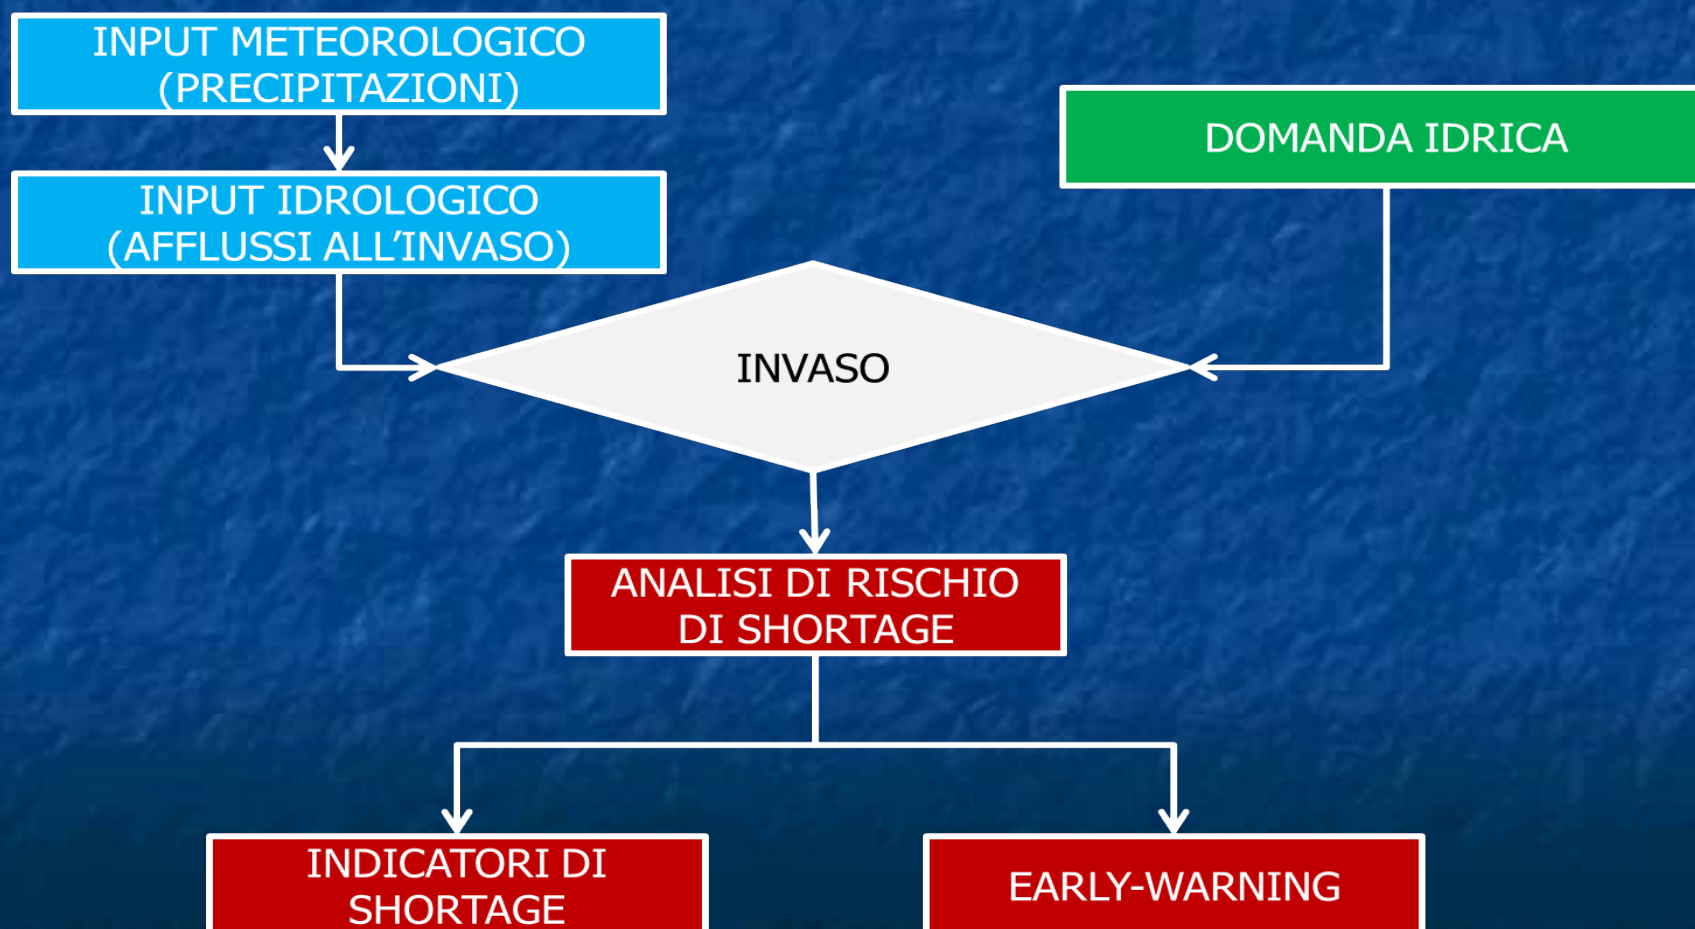 INPUT METEOROLOGICO
(PRECIPITAZIONI)
DOMANDA IDRICA
INPUT IDROLOGICO
(AFFLUSSI ALL’INVASO)
INVASO
ANALISI DI RISCHIO
DI SHORTAGE
INDICATORI DI
SHORTAGE
EARLY-WARNING